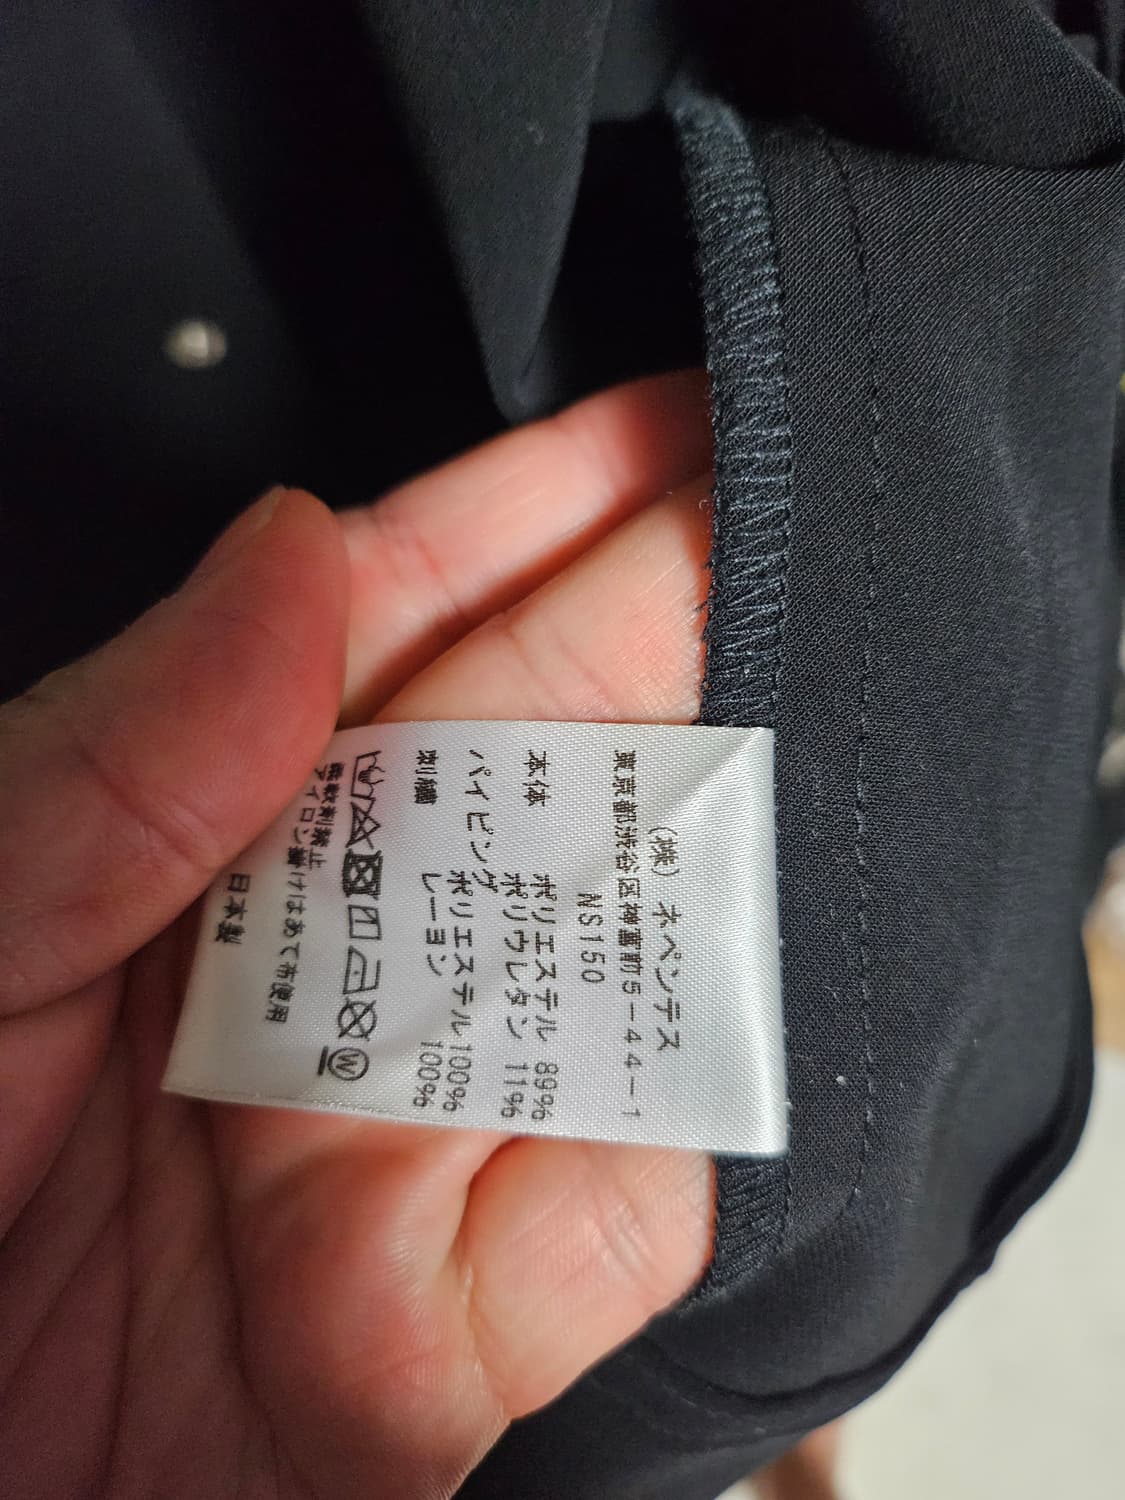 (株) ネペンテス
東京都渋谷区神宮前5-44-1
NS150
本体 ポリエステル 89%
ポリウレタン 11%
パイピング ポリエステル100%
刺繍 レーヨン 100%
W
柔軟剤禁止
アイロン掛けはあて布使用
日本製